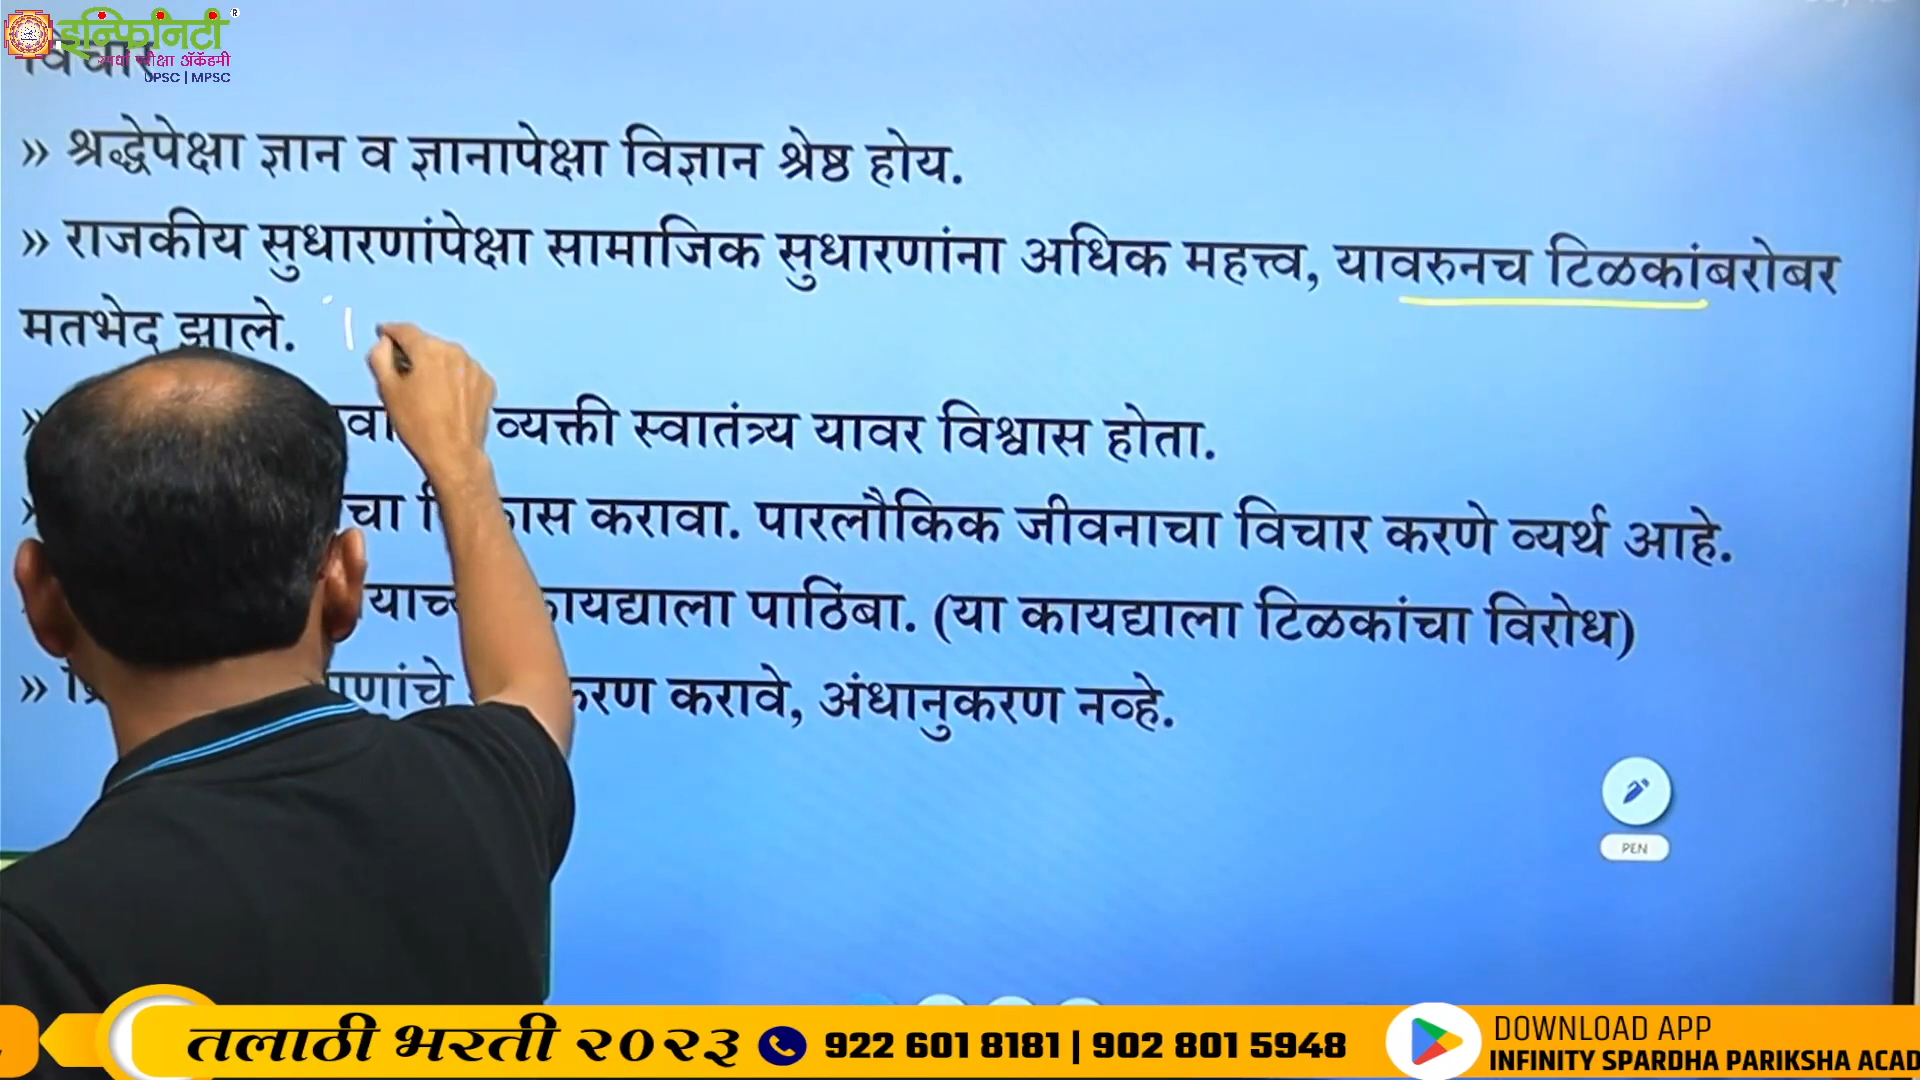 इन्फिनिटी
स्पर्धा परीक्षा ॲकॅडमी
UPSC | MPSC
विचार
» श्रद्धेपेक्षा ज्ञान व ज्ञानापेक्षा विज्ञान श्रेष्ठ होय.
» राजकीय सुधारणांपेक्षा सामाजिक सुधारणांना अधिक महत्त्व, यावरुनच टिळकांबरोबर
मतभेद झाले.
» व्यक्ती स्वातंत्र्य यावर विश्वास होता.
» करावा. पारलौकिक जीवनाचा विचार करणे व्यर्थ आहे.
कायद्याला पाठिंबा. (या कायद्याला टिळकांचा विरोध)
» करावे, अंधानुकरण नव्हे.
PEN
तलाठी भरती २०२३ 922 601 8181 | 902 801 5948
DOWNLOAD APP
INFINITY SPARDHA PARIKSHA ACAD